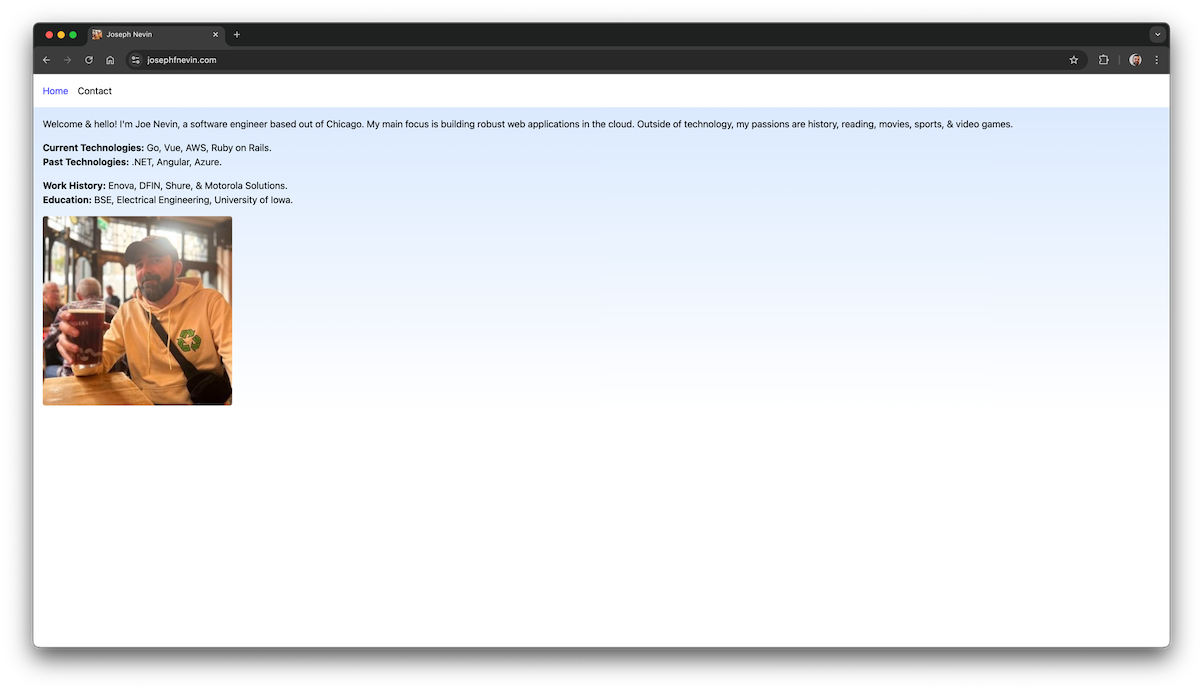 Joseph Nevin
josephfnevin.com
Home Contact
Welcome & hello! I'm Joe Nevin, a software engineer based out of Chicago. My main focus is building robust web applications in the cloud. Outside of technology, my passions are history, reading, movies, sports, & video games.
Current Technologies: Go, Vue, AWS, Ruby on Rails.
Past Technologies: .NET, Angular, Azure.
Work History: Enova, DFIN, Shure, & Motorola Solutions.
Education: BSE, Electrical Engineering, University of Iowa.